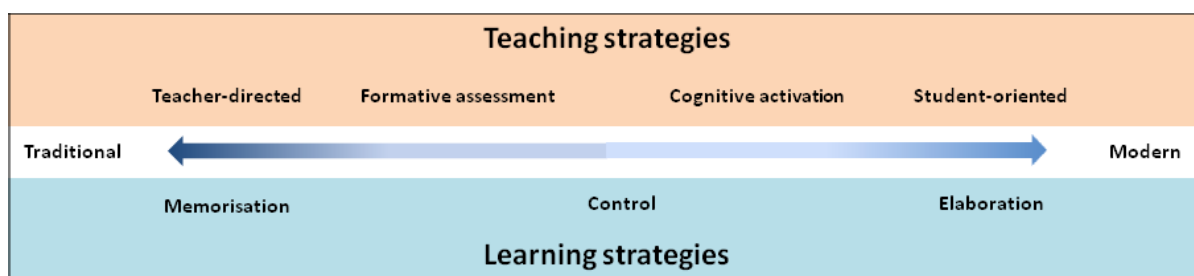 Teaching strategies
Teacher-directed Formative assessment Cognitive activation Student-oriented
Traditional Modern
Memorisation Control Elaboration
Learning strategies